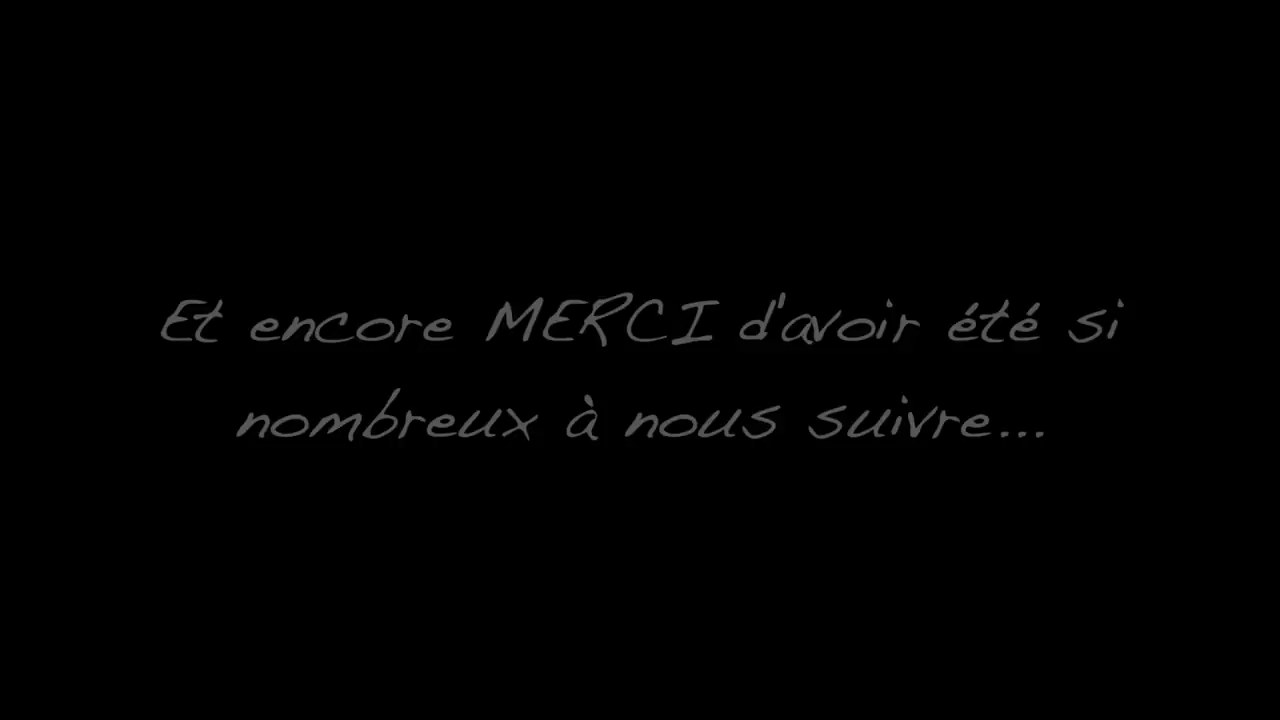 Et encore MERCI d'avoir été si
nombreux à nous suivre...